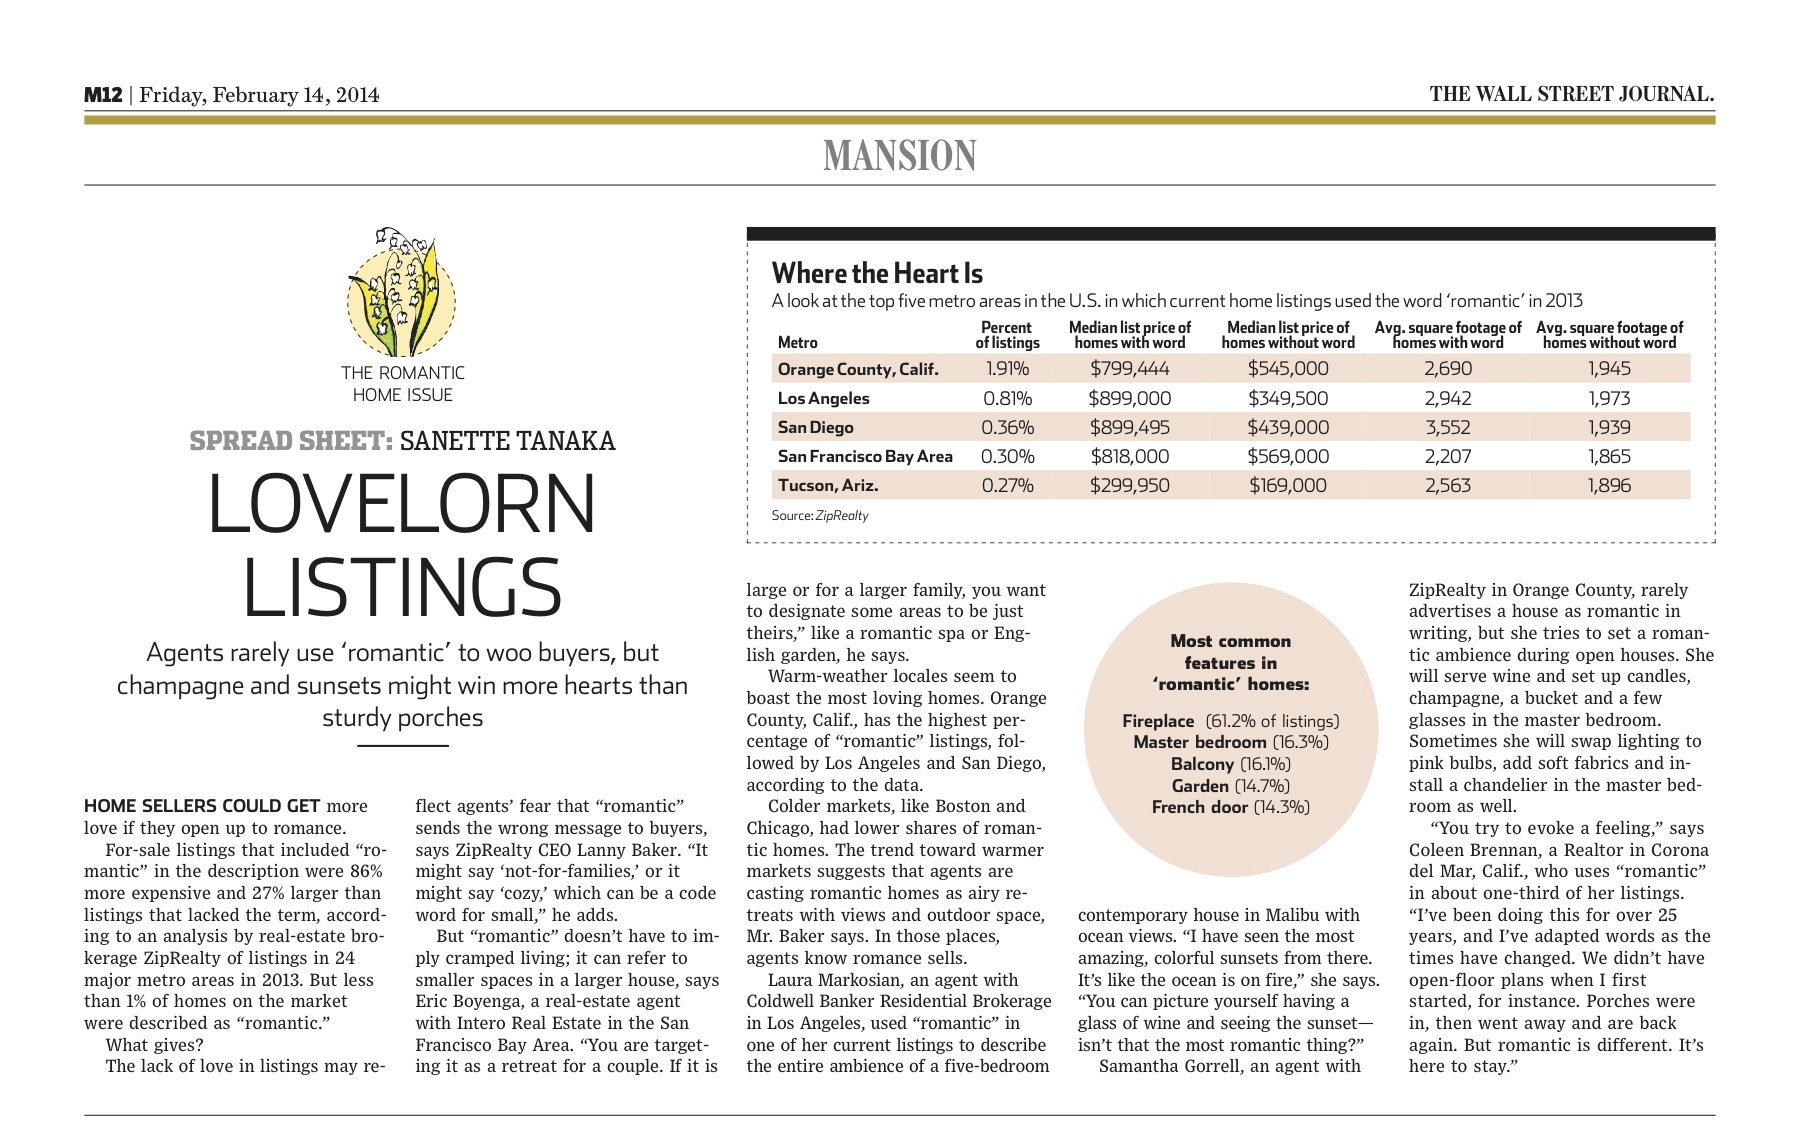 M12 | Friday, February 14, 2014
THE WALL STREET JOURNAL.
MANSION
THE ROMANTIC
HOME ISSUE
SPREAD SHEET: SANETTE TANAKA
LOVELORN
LISTINGS
Agents rarely use ‘romantic’ to woo buyers, but
champagne and sunsets might win more hearts than
sturdy porches
Where the Heart Is
A look at the top five metro areas in the U.S. in which current home listings used the word ‘romantic’ in 2013
Metro Percent of listings Median list price of homes with word Median list price of homes without word Avg. square footage of homes with word Avg. square footage of homes without word
Orange County, Calif. 1.91% $799,444 $545,000 2,690 1,945
Los Angeles 0.81% $899,000 $349,500 2,942 1,973
San Diego 0.36% $899,495 $439,000 3,552 1,939
San Francisco Bay Area 0.30% $818,000 $569,000 2,207 1,865
Tucson, Ariz. 0.27% $299,950 $169,000 2,563 1,896
Source: ZipRealty
HOME SELLERS COULD GET more
love if they open up to romance.
For-sale listings that included “ro-
mantic” in the description were 86%
more expensive and 27% larger than
listings that lacked the term, accord-
ing to an analysis by real-estate bro-
kerage ZipRealty of listings in 24
major metro areas in 2013. But less
than 1% of homes on the market
were described as “romantic.”
What gives?
The lack of love in listings may re-
flect agents’ fear that “romantic”
sends the wrong message to buyers,
says ZipRealty CEO Lanny Baker. “It
might say ‘not-for-families,’ or it
might say ‘cozy,’ which can be a code
word for small,” he adds.
But “romantic” doesn’t have to im-
ply cramped living; it can refer to
smaller spaces in a larger house, says
Eric Boyenga, a real-estate agent
with Intero Real Estate in the San
Francisco Bay Area. “You are target-
ing it as a retreat for a couple. If it is
large or for a larger family, you want
to designate some areas to be just
theirs,” like a romantic spa or Eng-
lish garden, he says.
Warm-weather locales seem to
boast the most loving homes. Orange
County, Calif., has the highest per-
centage of “romantic” listings, fol-
lowed by Los Angeles and San Diego,
according to the data.
Colder markets, like Boston and
Chicago, had lower shares of roman-
tic homes. The trend toward warmer
markets suggests that agents are
casting romantic homes as airy re-
treats with views and outdoor space,
Mr. Baker says. In those places,
agents know romance sells.
Laura Markosian, an agent with
Coldwell Banker Residential Brokerage
in Los Angeles, used “romantic” in
one of her current listings to describe
the entire ambience of a five-bedroom
Most common
features in
‘romantic’ homes:
Fireplace (61.2% of listings)
Master bedroom (16.3%)
Balcony (16.1%)
Garden (14.7%)
French door (14.3%)
contemporary house in Malibu with
ocean views. “I have seen the most
amazing, colorful sunsets from there.
It’s like the ocean is on fire,” she says.
“You can picture yourself having a
glass of wine and seeing the sunset—
isn’t that the most romantic thing?”
Samantha Gorrell, an agent with
ZipRealty in Orange County, rarely
advertises a house as romantic in
writing, but she tries to set a roman-
tic ambience during open houses. She
will serve wine and set up candles,
champagne, a bucket and a few
glasses in the master bedroom.
Sometimes she will swap lighting to
pink bulbs, add soft fabrics and in-
stall a chandelier in the master bed-
room as well.
“You try to evoke a feeling,” says
Coleen Brennan, a Realtor in Corona
del Mar, Calif., who uses “romantic”
in about one-third of her listings.
“I’ve been doing this for over 25
years, and I’ve adapted words as the
times have changed. We didn’t have
open-floor plans when I first
started, for instance. Porches were
in, then went away and are back
again. But romantic is different. It’s
here to stay.”